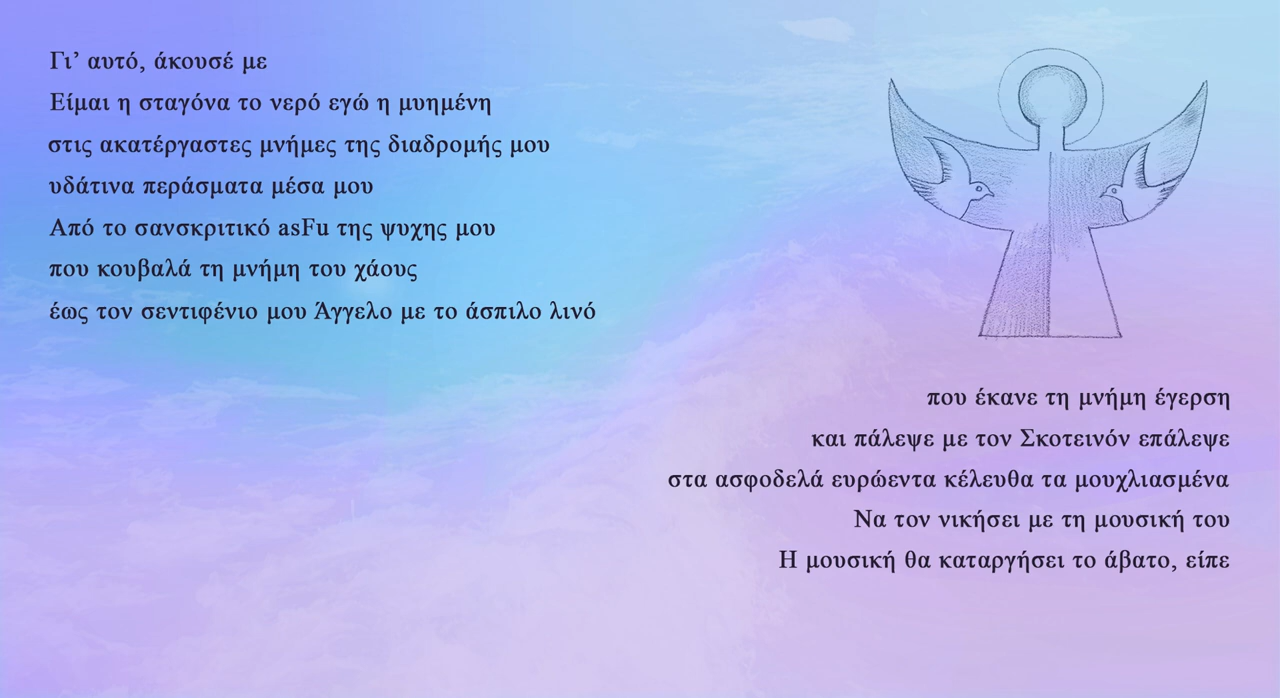 Γι’ αυτό, άκουσέ με
Είμαι η σταγόνα το νερό εγώ η μυημένη
στις ακατέργαστες μνήμες της διαδρομής μου
υδάτινα περάσματα μέσα μου
Από το σανσκριτικό asFu της ψυχης μου
που κουβαλά τη μνήμη του χάους
έως τον σεντιφένιο μου Άγγελο με το άσπιλο λινό
που έκανε τη μνήμη έγερση
και πάλεψε με τον Σκοτεινόν επάλεψε
στα ασφοδελά ευρώεντα κέλευθα τα μουχλιασμένα
Να τον νικήσει με τη μουσική του
Η μουσική θα καταργήσει το άβατο, είπε